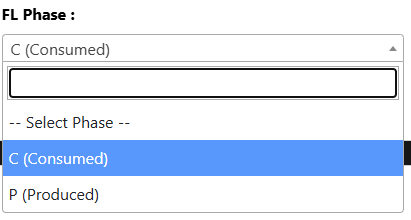 FL Phase :
C (Consumed)
-- Select Phase --
C (Consumed)
P (Produced)